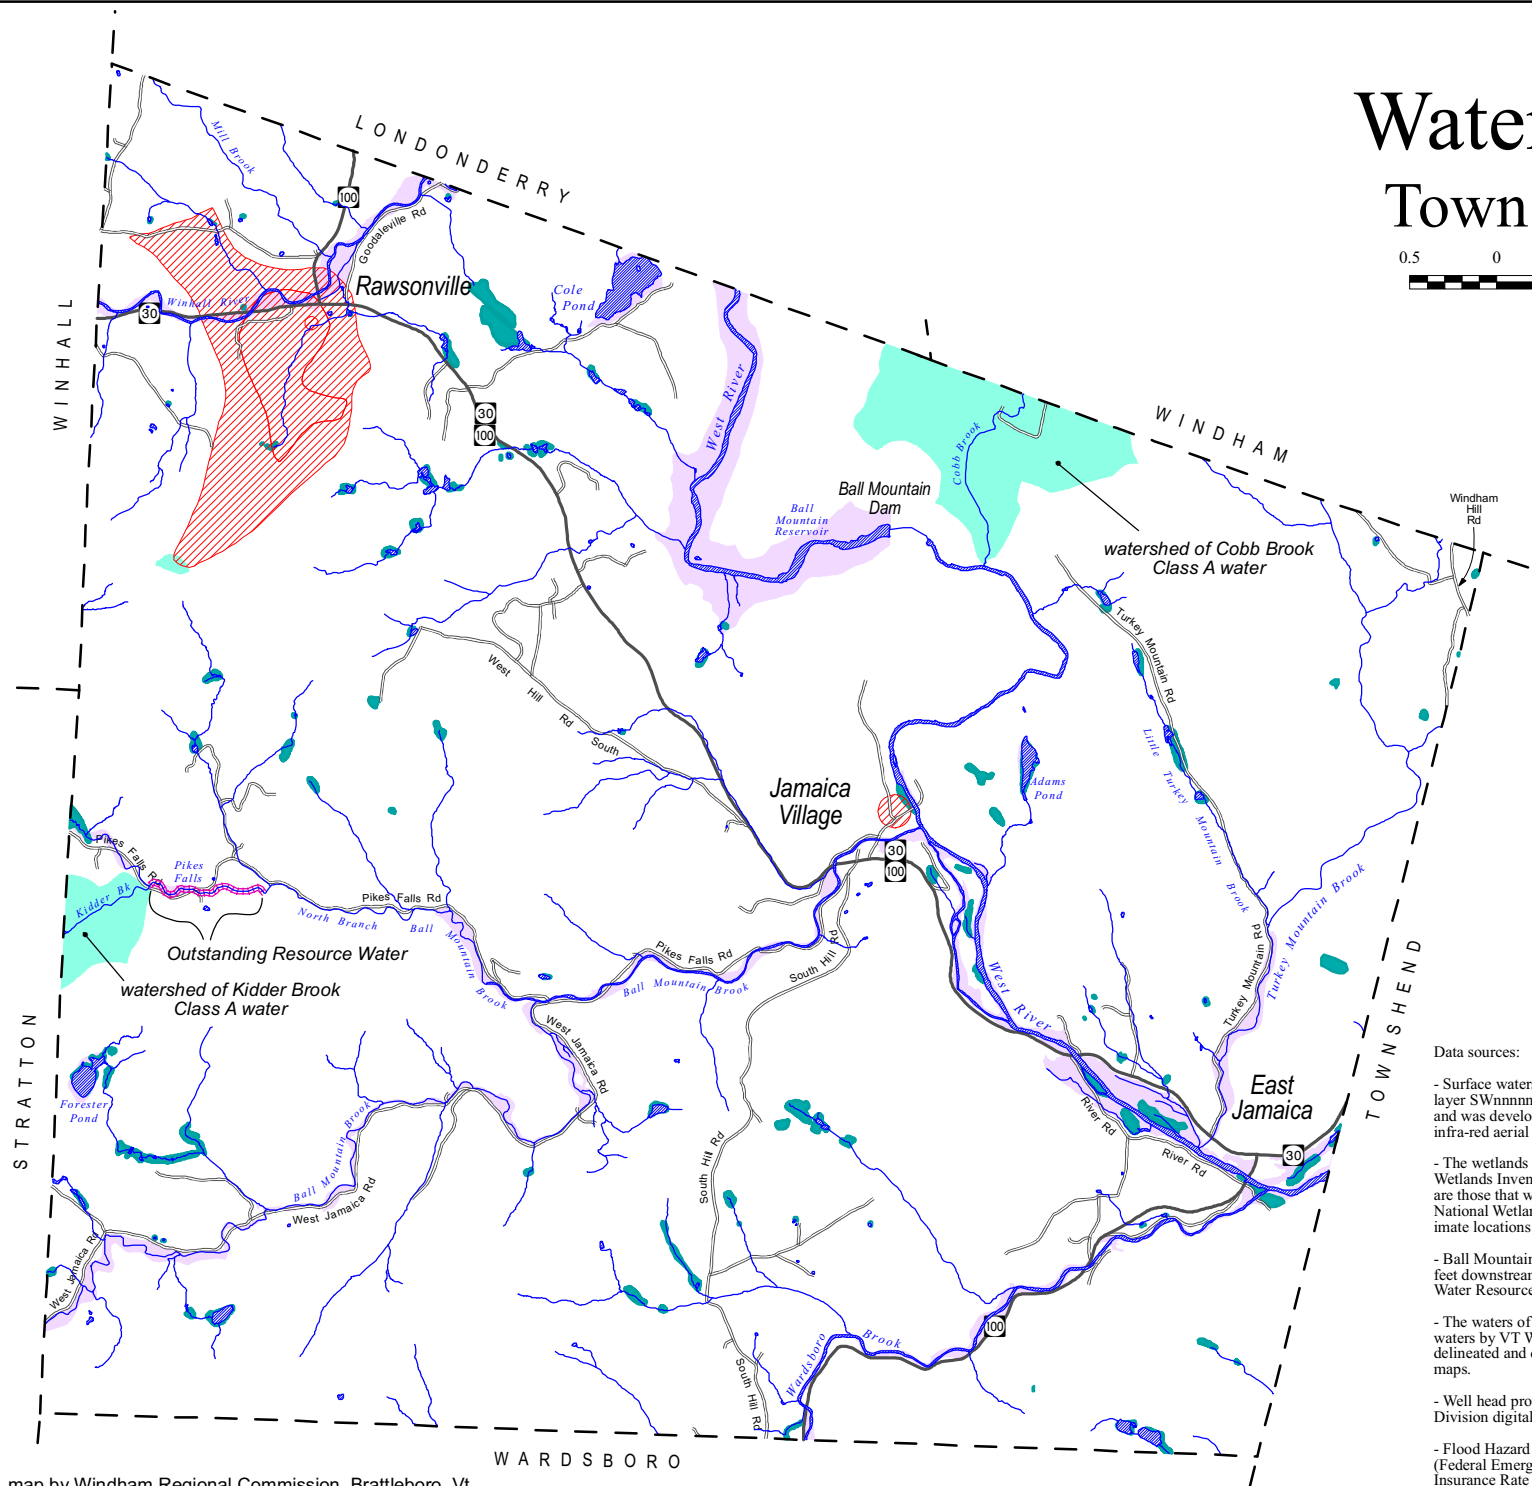 Water
Town
0.5 0
LONDONDERRY
Mill Brook
100
Goodaleville Rd
Rawsonville
Cole
Pond
WINHALL
30
Winhall River
West River
30
100
WINDHAM
Cobb Brook
Ball Mountain
Dam
Ball
Mountain
Reservoir
Windham
Hill
Rd
watershed of Cobb Brook
Class A water
Turkey Mountain Rd
West Hill Rd South
Little Turkey Mountain Brook
Jamaica
Village
Adams
Pond
30
100
Pikes Falls Rd
Pikes
Falls
Kidder Bk
Pikes Falls Rd
North Branch Ball Mountain Brook
Outstanding Resource Water
watershed of Kidder Brook
Class A water
Pikes Falls Rd
Ball Mountain Brook
South Hill Rd
West River
Turkey Mountain Rd
Turkey Mountain Brook
TOWNSHEND
STRATTON
West Jamaica Rd
Forester
Pond
Ball Mountain Brook
West Jamaica Rd
West Jamaica Rd
South Hill Rd
River Rd
River Rd
East
Jamaica
30
100
Wardsboro Brook
South Hill Rd
WARDSBORO
map by Windham Regional Commission, Brattleboro, Vt
Data sources:
- Surface waters
layer SWnnnnn
and was develo
infra-red aerial
- The wetlands
Wetlands Inven
are those that w
National Wetlan
imate locations
- Ball Mountain
feet downstream
Water Resource
- The waters of
waters by VT W
delineated and
maps.
- Well head pro
Division digital
- Flood Hazard
(Federal Emerg
Insurance Rate